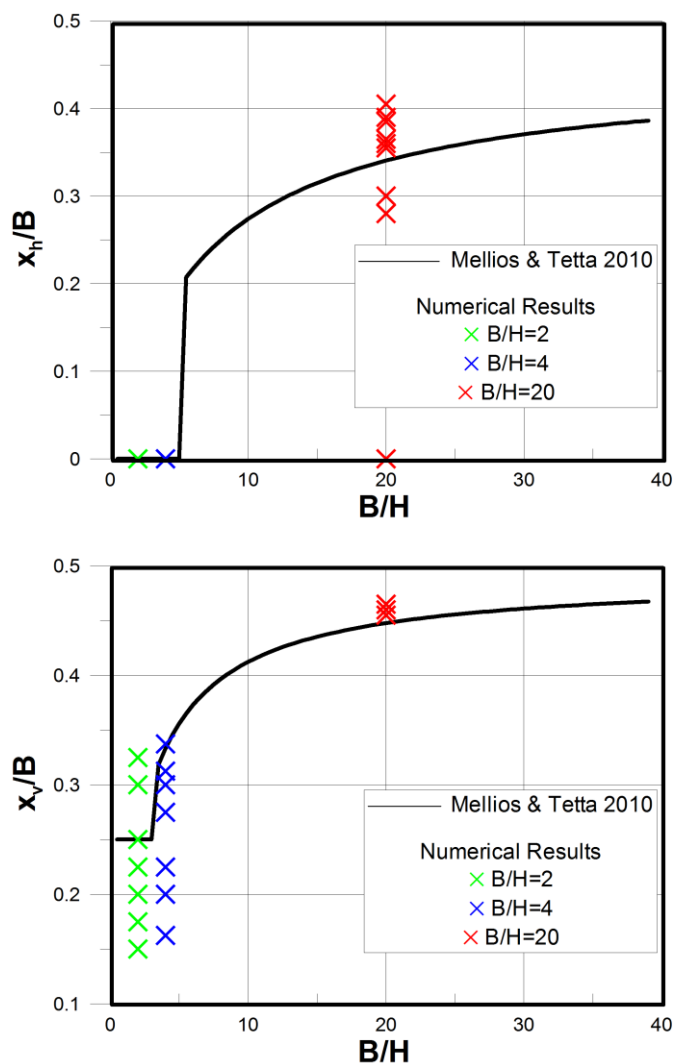 0.5
0.4
0.3
0.2
0.1
0
x_h/B
Mellios & Tetta 2010
Numerical Results
B/H=2
B/H=4
B/H=20
0 10 20 30 40
B/H
0.5
0.4
0.3
0.2
0.1
x_v/B
Mellios & Tetta 2010
Numerical Results
B/H=2
B/H=4
B/H=20
0 10 20 30 40
B/H